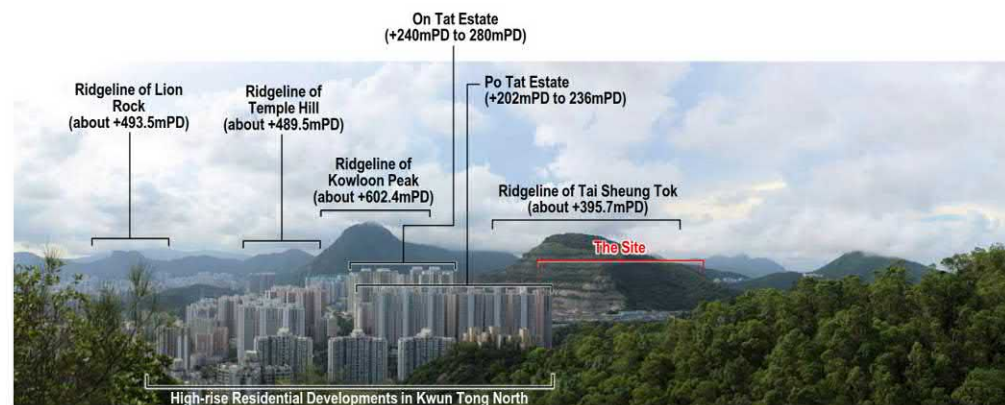 On Tat Estate
(+240mPD to 280mPD)
Po Tat Estate
(+202mPD to 236mPD)
Ridgeline of Lion
Rock
(about +493.5mPD)
Ridgeline of
Temple Hill
(about +489.5mPD)
Ridgeline of
Kowloon Peak
(about +602.4mPD)
Ridgeline of Tai Sheung Tok
(about +395.7mPD)
The Site
High-rise Residential Developments in Kwun Tong North